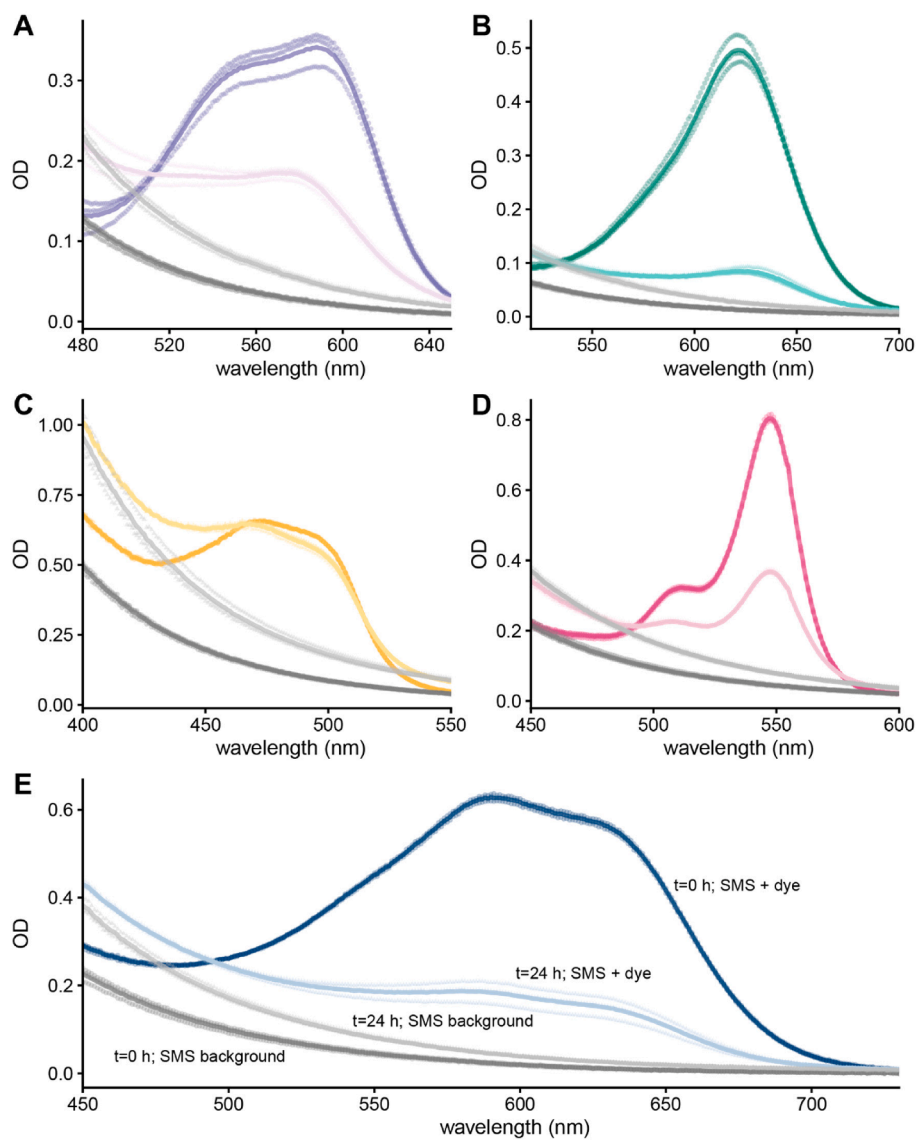 A
OD
0.3
0.2
0.1
0.0
480
520
560
600
640
wavelength (nm)
B
OD
0.5
0.4
0.3
0.2
0.1
0.0
550
600
650
700
wavelength (nm)
C
OD
1.00
0.75
0.50
0.25
0.00
400
450
500
550
wavelength (nm)
D
OD
0.8
0.6
0.4
0.2
0.0
450
500
550
600
wavelength (nm)
E
OD
0.6
0.4
0.2
0.0
t=0 h; SMS + dye
t=24 h; SMS + dye
t=24 h; SMS background
t=0 h; SMS background
450
500
550
600
650
700
wavelength (nm)